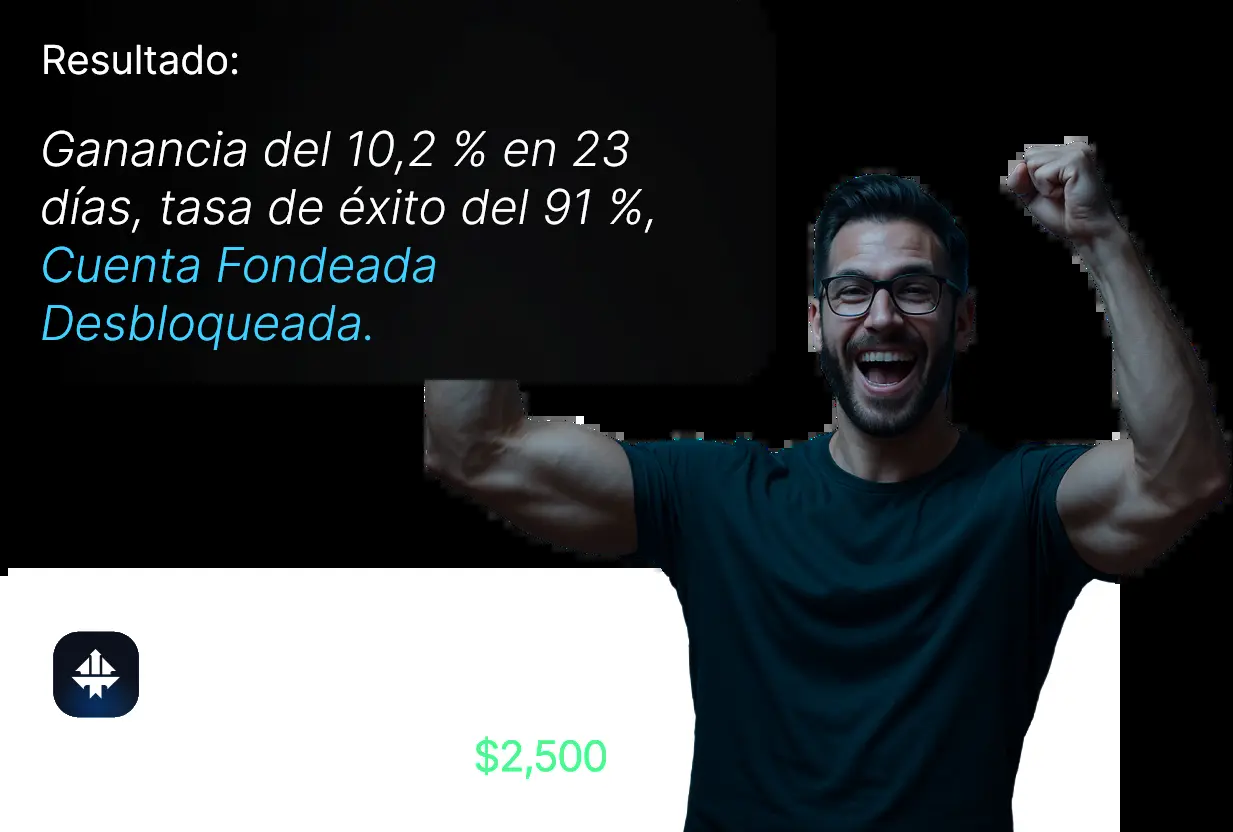 Resultado:
Ganancia del 10,2 % en 23
días, tasa de éxito del 91 %,
Cuenta Fondeada
Desbloqueada.
$2,500